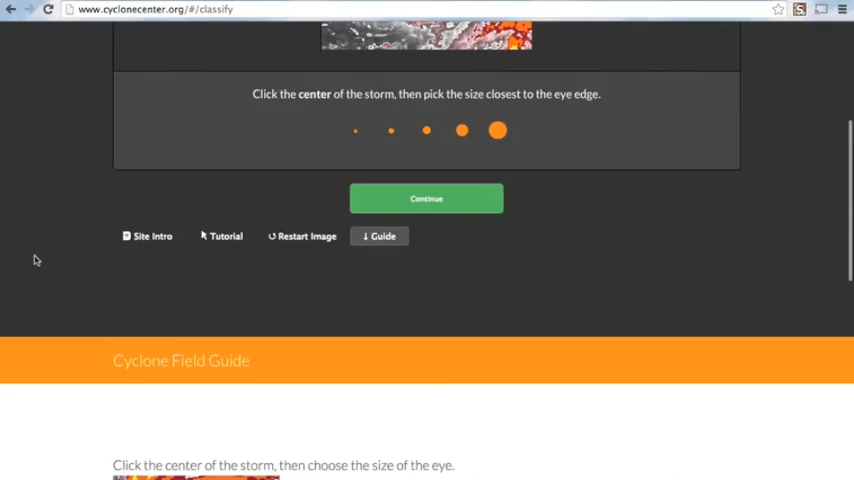 www.cyclonecenter.org/#/classify
Click the center of the storm, then pick the size closest to the eye edge.
Continue
Site Intro
Tutorial
Restart Image
Guide
Cyclone Field Guide
Click the center of the storm, then choose the size of the eye.